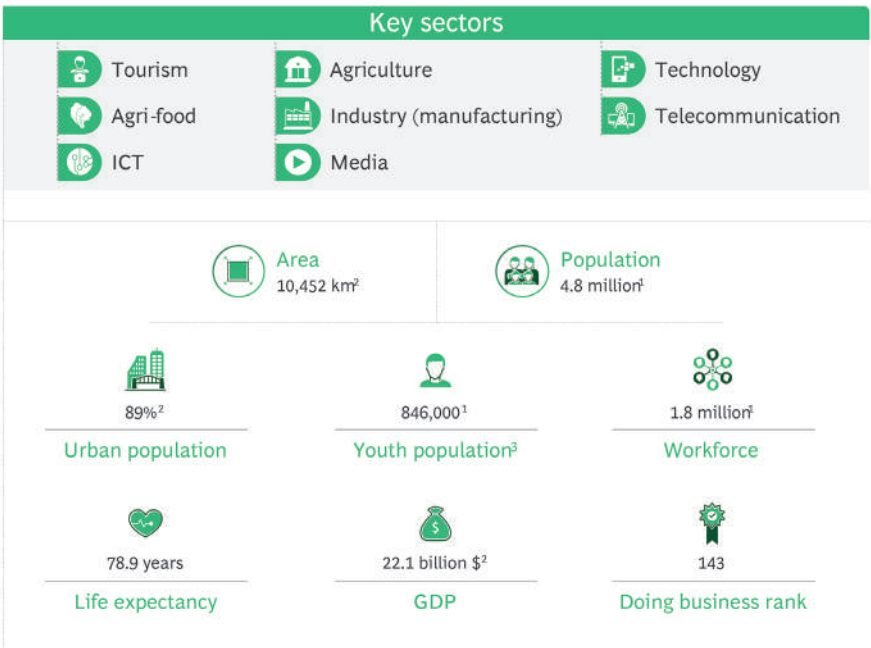 Key sectors
Tourism
Agriculture
Technology
Agri-food
Industry (manufacturing)
Telecommunication
ICT
Media
Area
10,452 km²
Population
4.8 million¹
89%²
Urban population
846,000¹
Youth population³
1.8 million¹
Workforce
78.9 years
Life expectancy
$
22.1 billion $²
GDP
143
Doing business rank